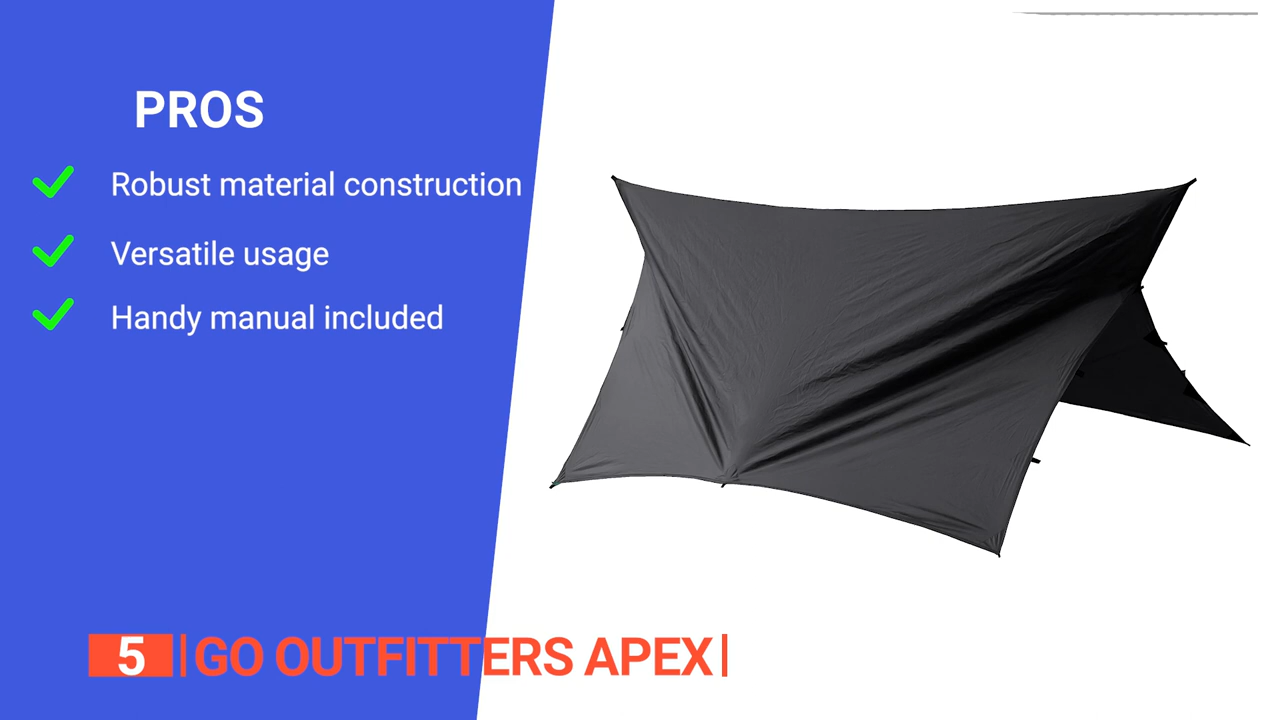 PROS
Robust material construction
Versatile usage
Handy manual included
5 GO OUTFITTERS APEX